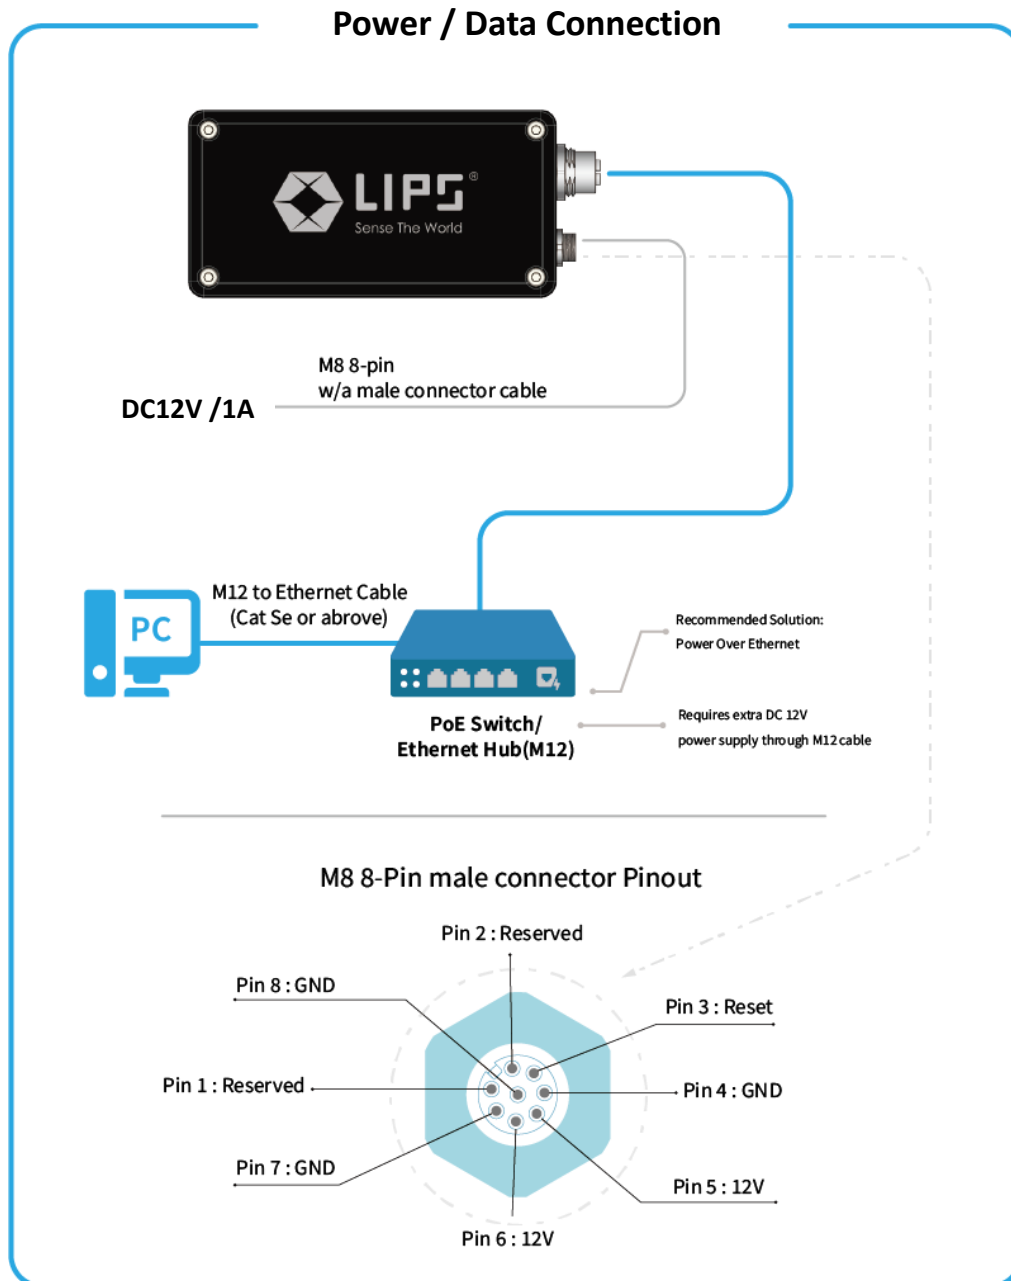 Power / Data Connection
LIPS®
Sense The World
M8 8-pin
w/a male connector cable
DC12V /1A
M12 to Ethernet Cable
(Cat Se or abrove)
PC
Recommended Solution:
Power Over Ethernet
PoE Switch/
Ethernet Hub(M12)
Requires extra DC 12V
power supply through M12 cable
M8 8-Pin male connector Pinout
Pin 2 : Reserved
Pin 8 : GND
Pin 3 : Reset
Pin 1 : Reserved
Pin 4 : GND
Pin 7 : GND
Pin 5 : 12V
Pin 6 : 12V